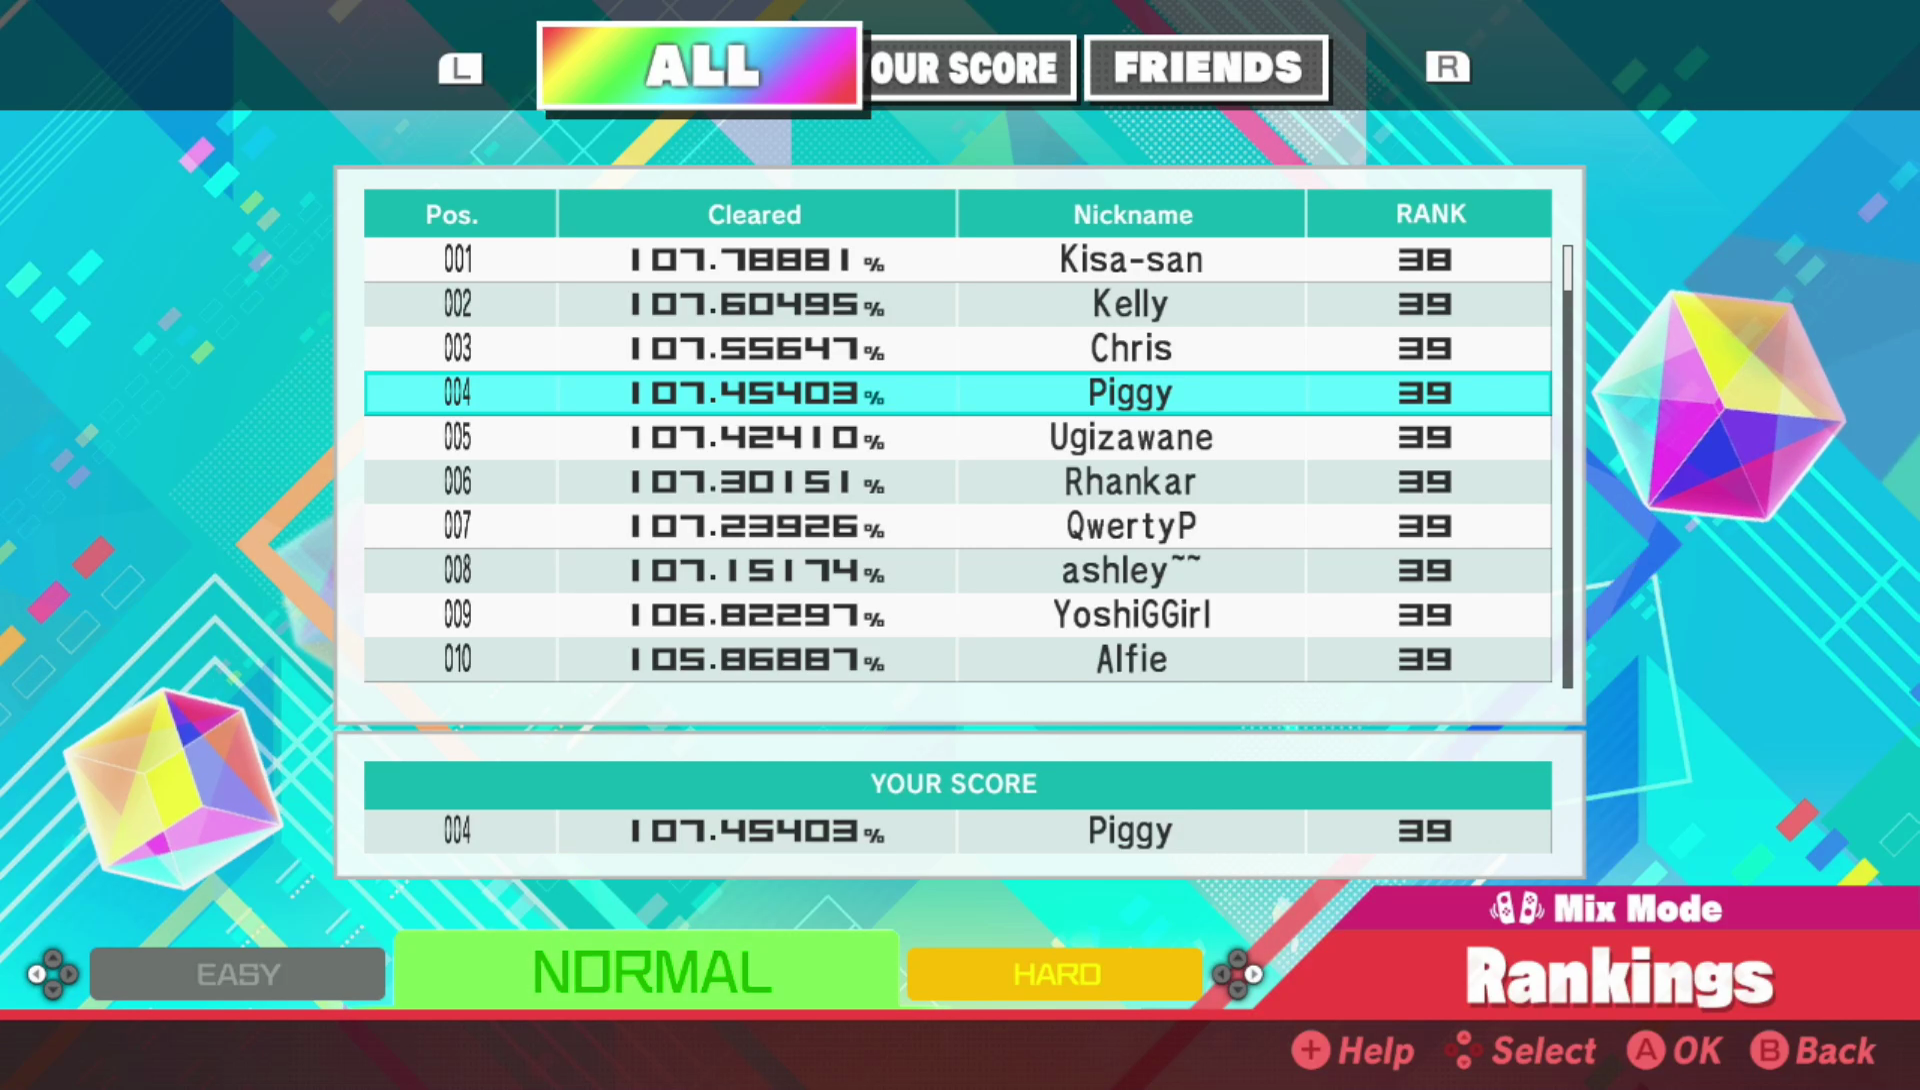 L ALL OUR SCORE FRIENDS R
Pos. Cleared Nickname RANK
001 107.78881% Kisa-san 38
002 107.60495% Kelly 39
003 107.55647% Chris 39
004 107.45403% Piggy 39
005 107.42410% Ugizawane 39
006 107.30151% Rhankar 39
007 107.23926% QwertyP 39
008 107.15174% ashley~~ 39
009 106.82297% YoshiGGirl 39
010 105.86887% Alfie 39
YOUR SCORE
004 107.45403% Piggy 39
Mix Mode
EASY NORMAL HARD
Rankings
+ Help Select A OK B Back